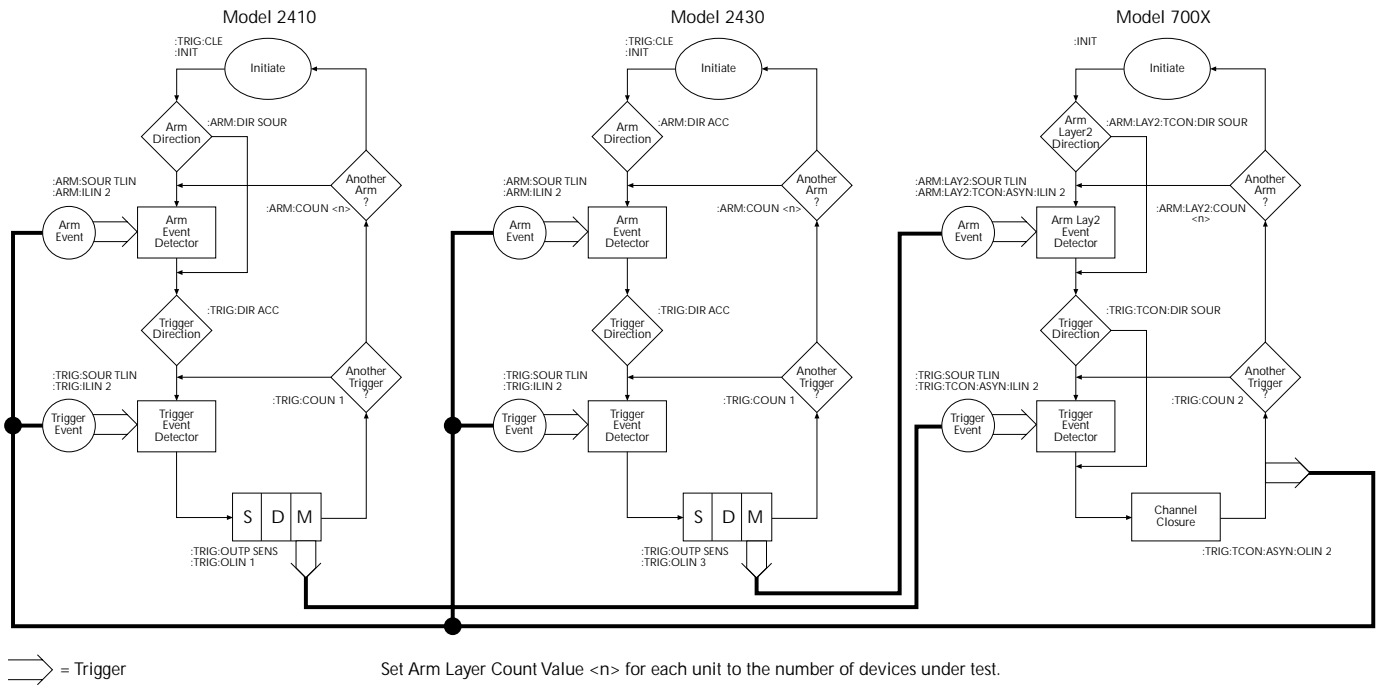 Model 2410
:TRIG:CLE
:INIT
Initiate
Arm
Direction
:ARM:DIR SOUR
:ARM:SOUR TLIN
:ARM:ILIN 2
Another
Arm
?
:ARM:COUN <n>
Arm
Event
Arm
Event
Detector
Trigger
Direction
:TRIG:DIR ACC
:TRIG:SOUR TLIN
:TRIG:ILIN 2
Another
Trigger
?
:TRIG:COUN 1
Trigger
Event
Trigger
Event
Detector
S D M
:TRIG:OUTP SENS
:TRIG:OLIN 1
Model 2430
:TRIG:CLE
:INIT
Initiate
Arm
Direction
:ARM:DIR ACC
:ARM:SOUR TLIN
:ARM:ILIN 2
Another
Arm
?
:ARM:COUN <n>
Arm
Event
Arm
Event
Detector
Trigger
Direction
:TRIG:DIR ACC
:TRIG:SOUR TLIN
:TRIG:ILIN 2
Another
Trigger
?
:TRIG:COUN 1
Trigger
Event
Trigger
Event
Detector
S D M
:TRIG:OUTP SENS
:TRIG:OLIN 3
Model 700X
:INIT
Initiate
Arm
Layer2
Direction
:ARM:LAY2:TCON:DIR SOUR
:ARM:LAY2:SOUR TLIN
:ARM:LAY2:TCON:ASYN:ILIN 2
Another
Arm
?
:ARM:LAY2:COUN
<n>
Arm
Event
Arm Lay2
Event
Detector
Trigger
Direction
:TRIG:TCON:DIR SOUR
:TRIG:SOUR TLIN
:TRIG:TCON:ASYN:ILIN 2
Another
Trigger
?
:TRIG:COUN 2
Trigger
Event
Trigger
Event
Detector
Channel
Closure
:TRIG:TCON:ASYN:OLIN 2
= Trigger
Set Arm Layer Count Value <n> for each unit to the number of devices under test.